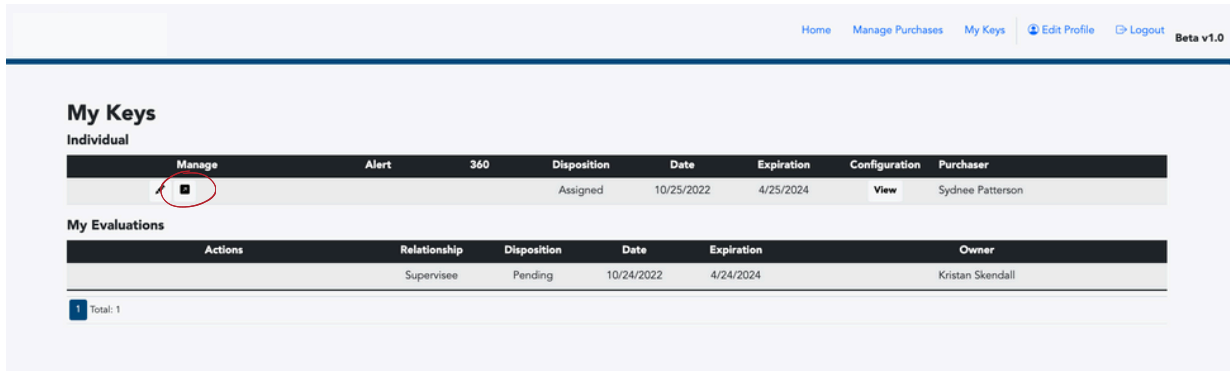 Home Manage Purchases My Keys Edit Profile Logout Beta v1.0
My Keys
Individual
Manage Alert 360 Disposition Date Expiration Configuration Purchaser
Assigned 10/25/2022 4/25/2024 View Sydnee Patterson
My Evaluations
Actions Relationship Disposition Date Expiration Owner
Supervisee Pending 10/24/2022 4/24/2024 Kristan Skendall
1 Total: 1